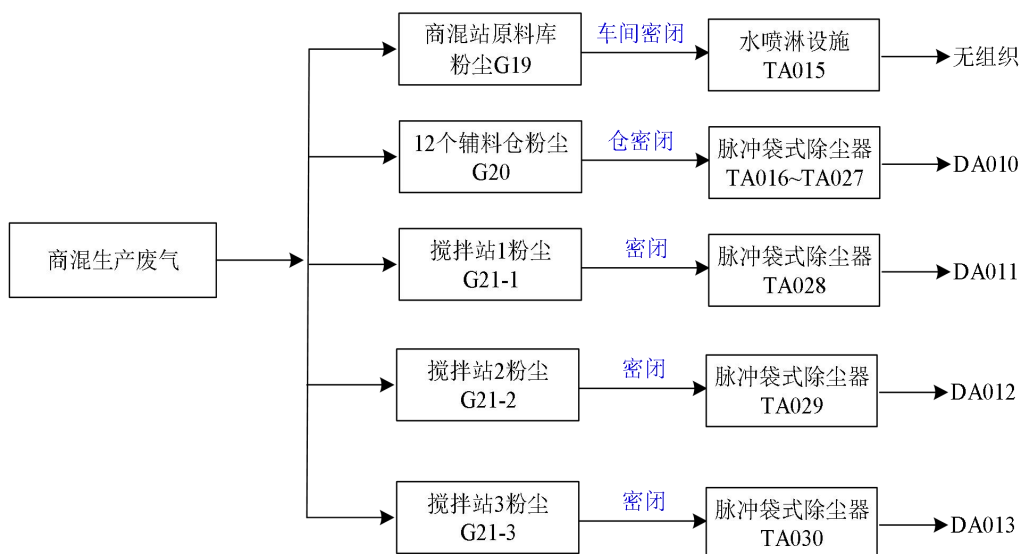 商混站原料库
粉尘G19
车间密闭
水喷淋设施
TA015
无组织
12个辅料仓粉尘
G20
仓密闭
脉冲袋式除尘器
TA016~TA027
DA010
商混生产废气
搅拌站1粉尘
G21-1
密闭
脉冲袋式除尘器
TA028
DA011
搅拌站2粉尘
G21-2
密闭
脉冲袋式除尘器
TA029
DA012
搅拌站3粉尘
G21-3
密闭
脉冲袋式除尘器
TA030
DA013